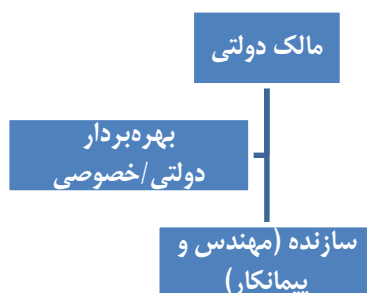 مالک دولتی
بهره‌بردار
دولتی/خصوصی
سازنده (مهندس و
پیمانکار)